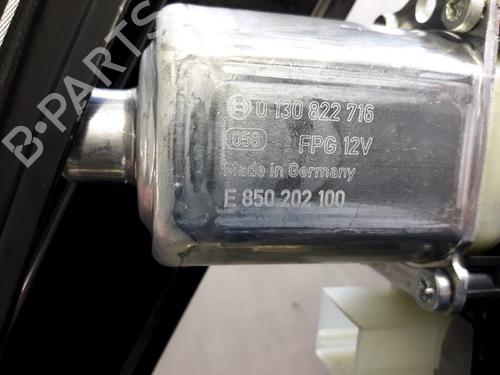 B-PARTS
0 130 822 716
058 FPG 12V
Made in Germany
E 850 202 100